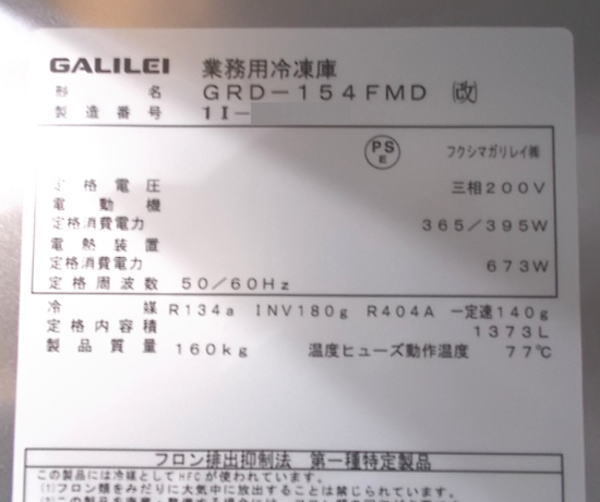 GALILEI 業務用冷凍庫
形名 GRD-154FMD (改)
製造番号 1I-
PS
E
フクシマガリレイ㈱
定格電圧 三相200V
電動機
定格消費電力 365/395W
電熱装置
定格消費電力 673W
定格周波数 50/60Hz
冷媒 R134a INV180g R404A 一定速140g
定格内容積 1373L
製品質量 160kg 温度ヒューズ動作温度 77℃
フロン排出抑制法 第一種特定製品
この製品には冷媒としてHFCが使われています。
(1)フロン類をみだりに大気中に放出することは禁じられています。